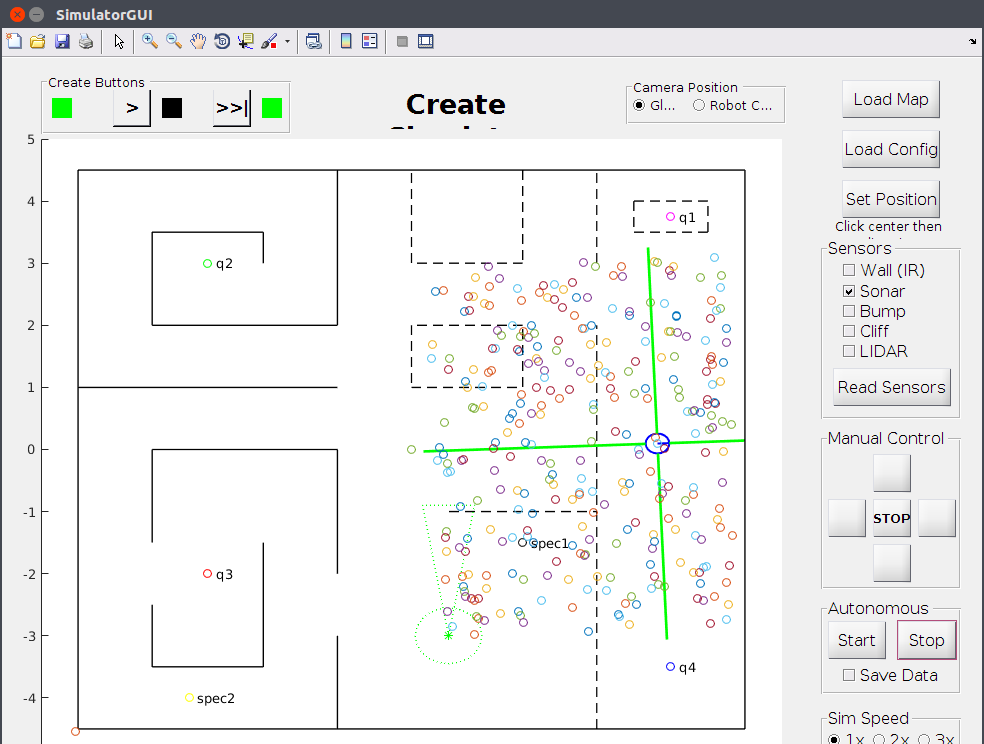 SimulatorGUI
Create Buttons
>
>>|
Create
Camera Position
Gl...
Robot C...
Load Map
Load Config
Set Position
Click center then
Sensors
Wall (IR)
Sonar
Bump
Cliff
LIDAR
Read Sensors
Manual Control
STOP
Autonomous
Start
Stop
Save Data
Sim Speed
1x
2x
3x
5
4
3
2
1
0
-1
-2
-3
-4
q1
q2
spec1
q3
q4
spec2